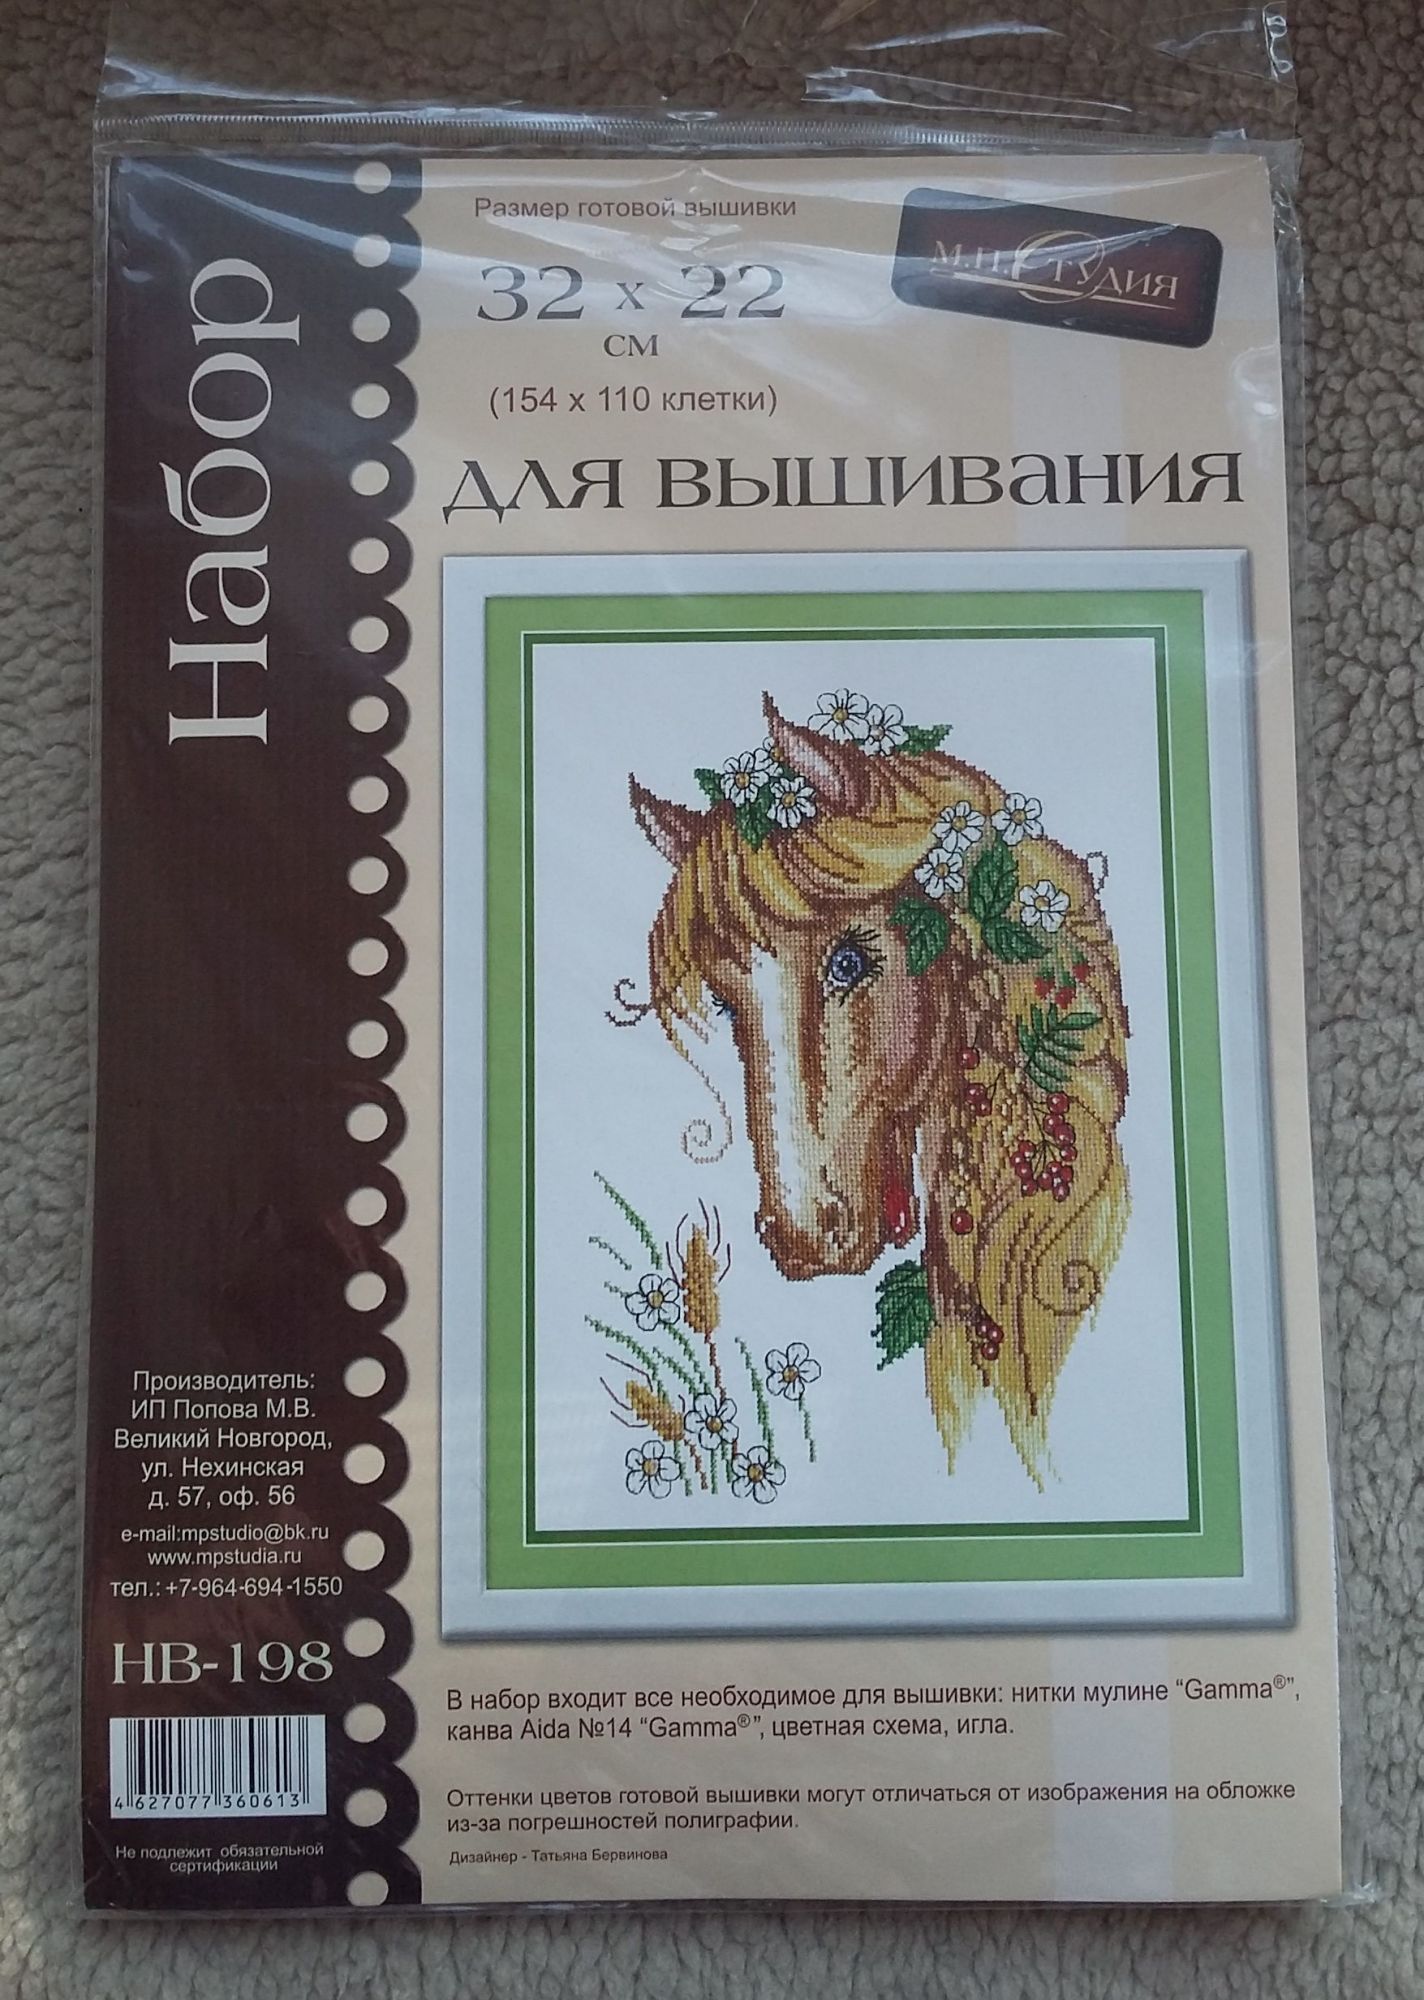 Набор
Размер готовой вышивки
32 х 22
см
(154 х 110 клетки)
М.П.Студия
для вышивания
Производитель:
ИП Попова М.В.
Великий Новгород,
ул. Нехинская
д. 57, оф. 56
e-mail:mpstudio@bk.ru
www.mpstudia.ru
тел.: +7-964-694-1550
НВ-198
4 627077 360613
Не подлежит обязательной
сертификации
В набор входит все необходимое для вышивки: нитки мулине “Gamma®”,
канва Aida №14 “Gamma®”, цветная схема, игла.
Оттенки цветов готовой вышивки могут отличаться от изображения на обложке
из-за погрешностей полиграфии.
Дизайнер - Татьяна Бервинова